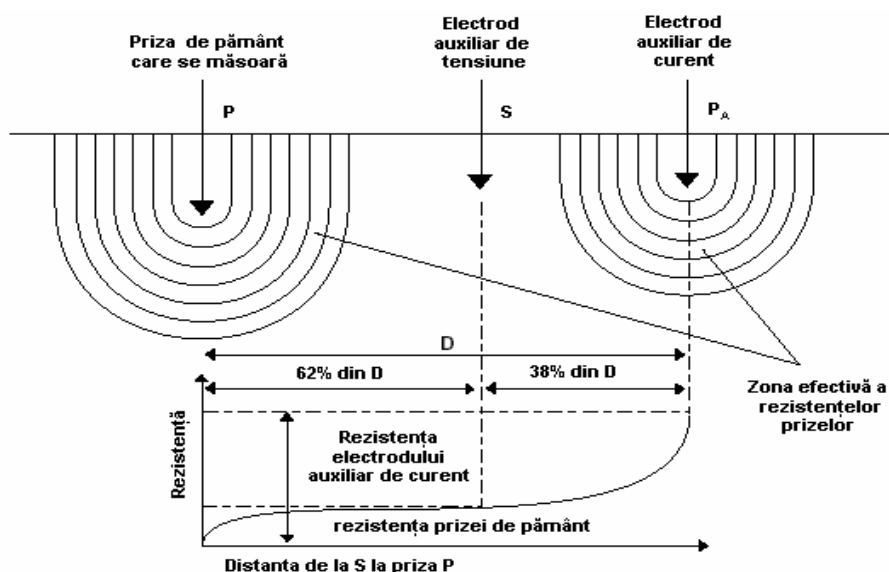 Priza de pământ
care se măsoară
Electrod
auxiliar de
tensiune
Electrod
auxiliar de
curent
P
S
PA
D
62% din D
38% din D
Zona efectivă a
rezistențelor
prizelor
Rezistență
Rezistența
electrodului
auxiliar de curent
rezistența prizei de pământ
Distanta de la S la priza P